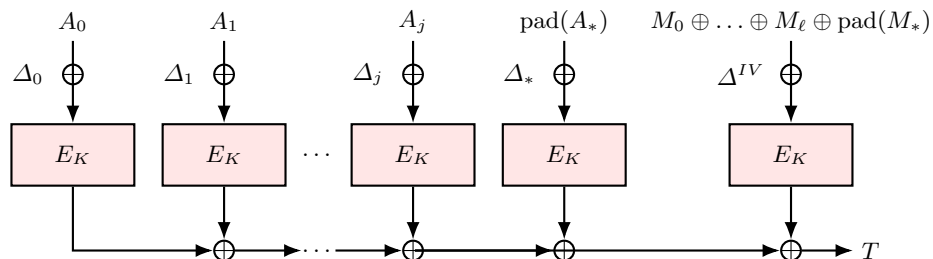 A_0 A_1 A_j pad(A_*) M_0 ⊕ … ⊕ M_ℓ ⊕ pad(M_*)
Δ_0 Δ_1 Δ_j Δ_* Δ^{IV}
E_K E_K ··· E_K E_K E_K
··· T